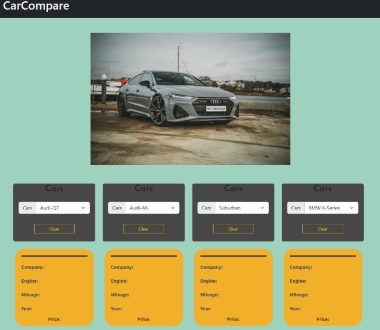 CarCompare
Cars Cars Cars Cars
Cars Audi-Q7 Cars Audi-A6 Cars Suburban Cars BMW 6-Series
Clear Clear Clear Clear
Company: Company: Company: Company:
Engine: Engine: Engine: Engine:
Mileage: Mileage: Mileage: Mileage:
Year: Year: Year: Year:
Price: Price: Price: Price: